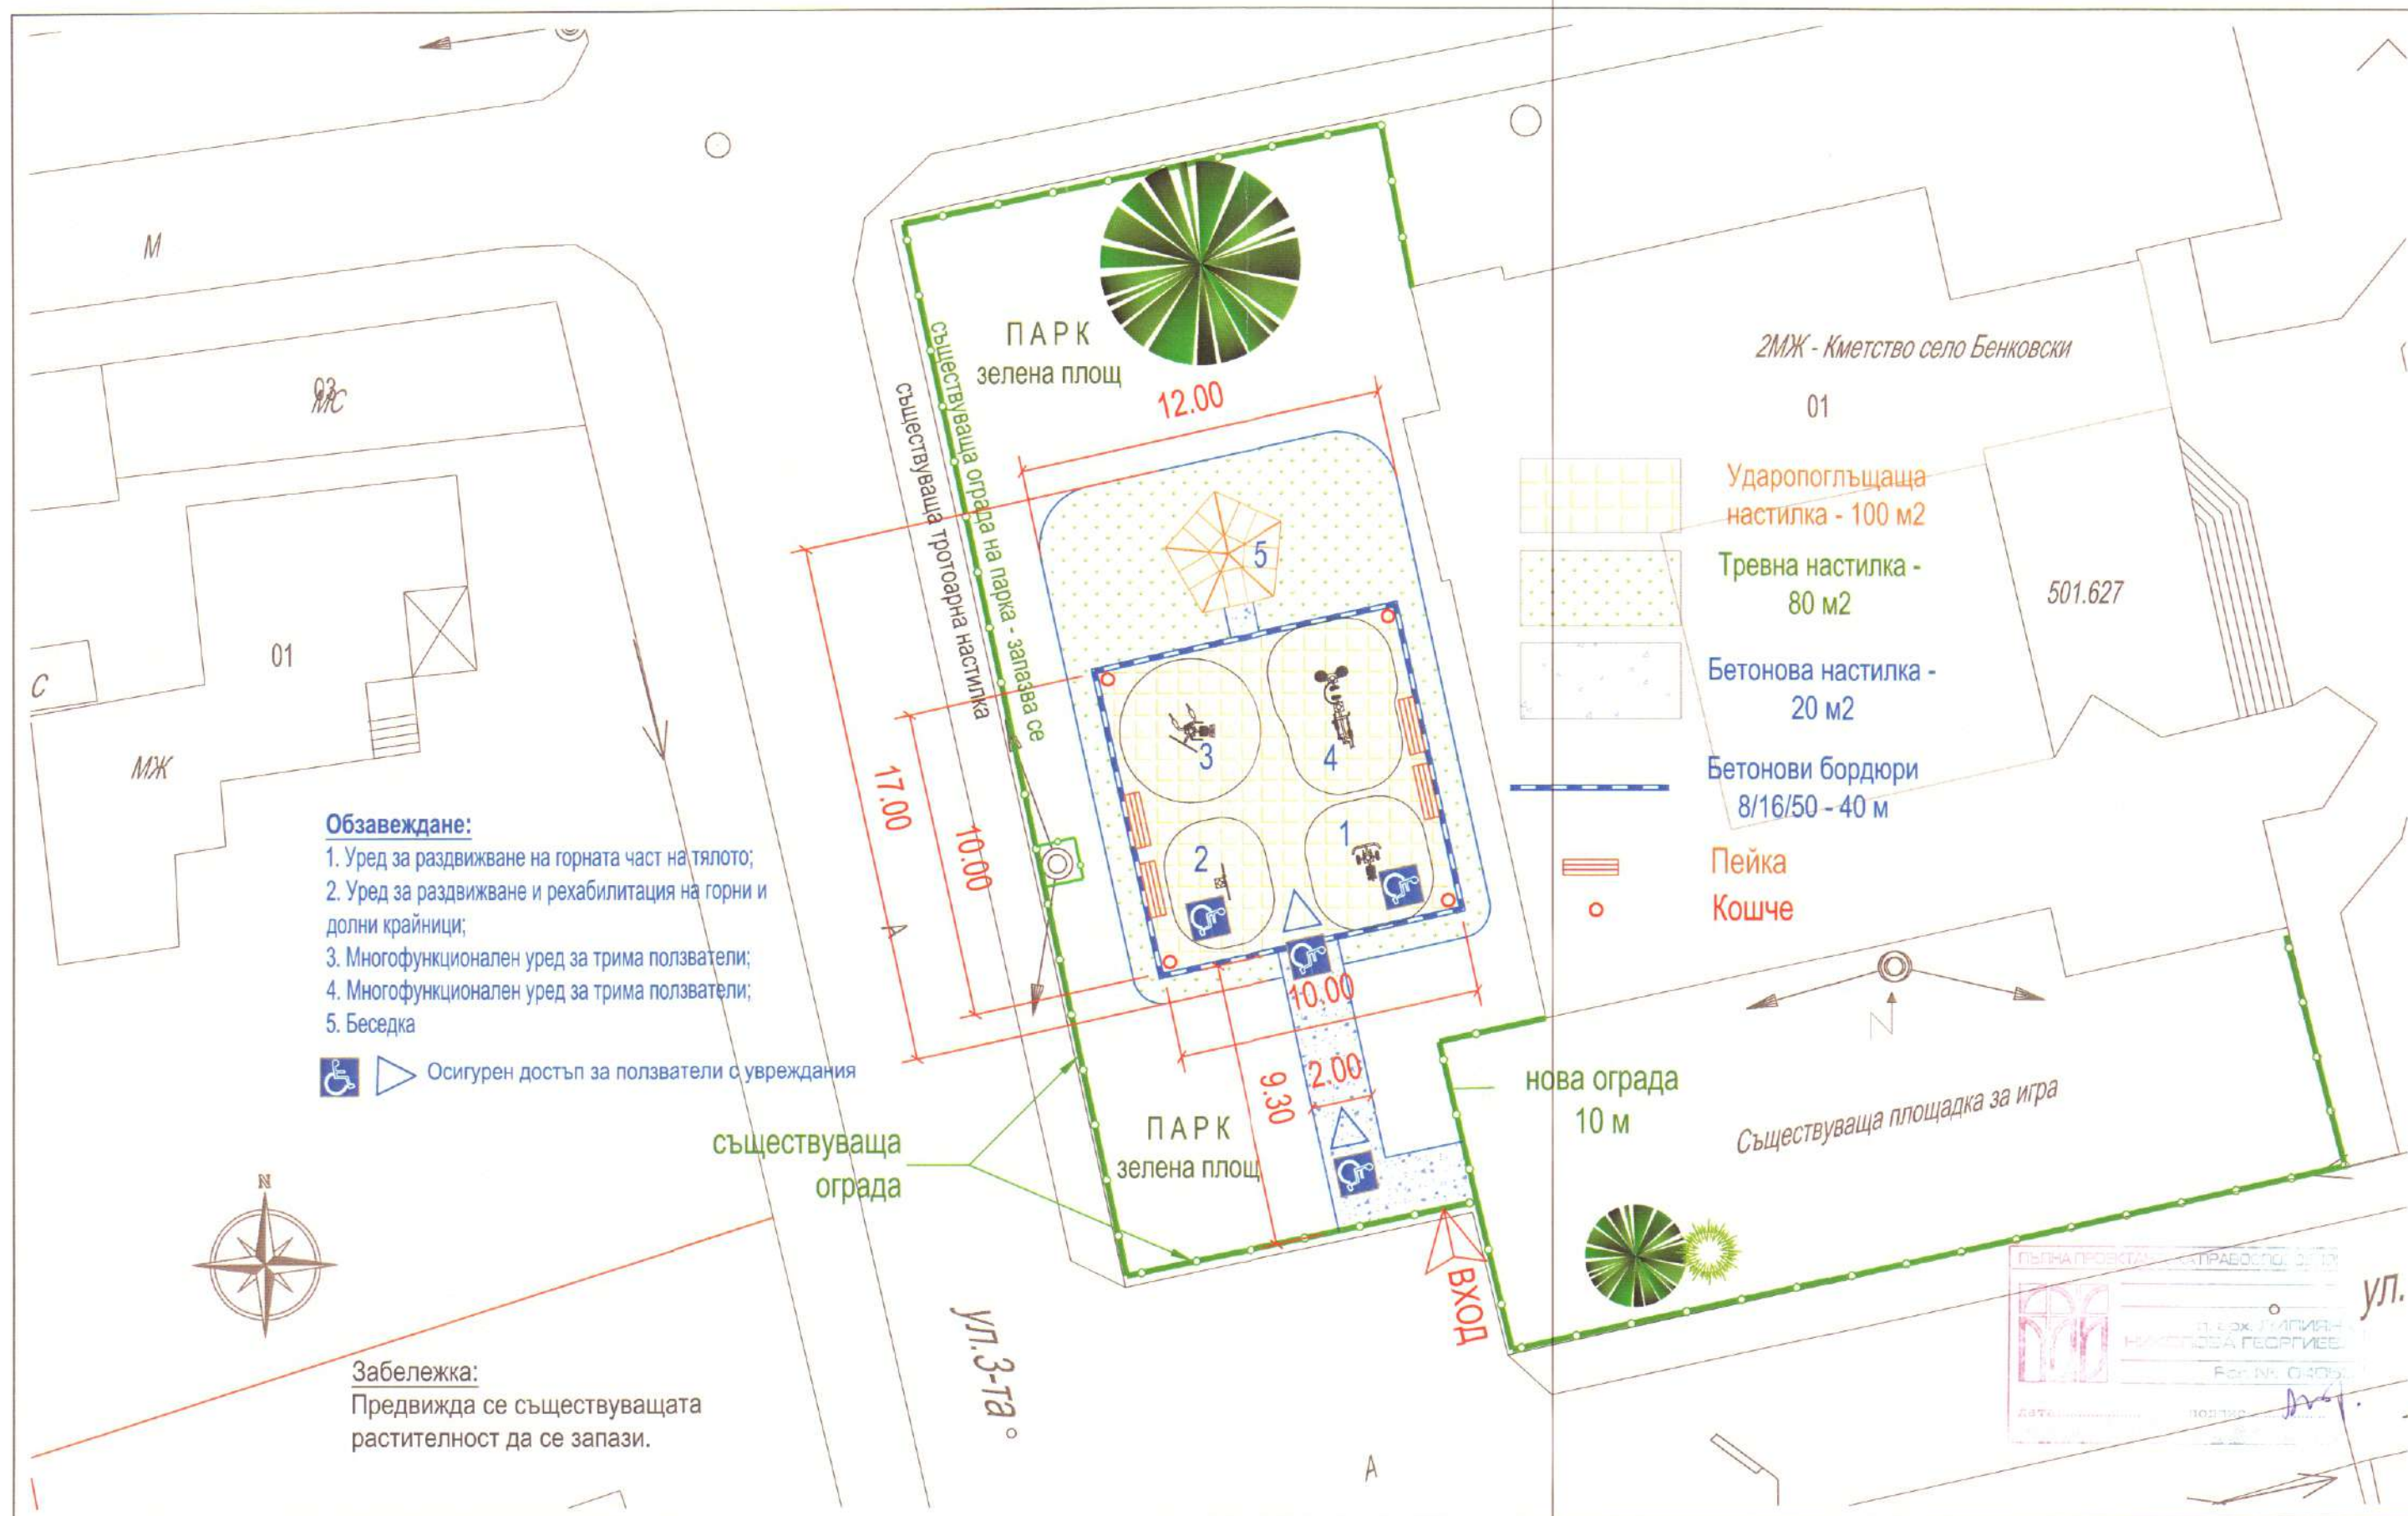 М
03
МС
01
С
МЖ
ПАРК
зелена площ
съществуваща ограда на парка - запазва се
съществуваща тротоарна настилка
12.00
17.00
10.00
5
3
4
2
1
10.00
2.00
9.30
А
2МЖ - Кметство село Бенковски
01
501.627
Ударопоглъщаща
настилка - 100 м2
Тревна настилка -
80 м2
Бетонова настилка -
20 м2
Бетонови бордюри
8/16/50 - 40 м
Пейка
Кошче
Обзавеждане:
1. Уред за раздвижване на горната част на тялото;
2. Уред за раздвижване и рехабилитация на горни и
долни крайници;
3. Многофункционален уред за трима ползватели;
4. Многофункционален уред за трима ползватели;
5. Беседка
Осигурен достъп за ползватели с увреждания
съществуваща
ограда
ПАРК
зелена площ
нова ограда
10 м
N
Съществуваща площадка за игра
ВХОД
N
Забележка:
Предвижда се съществуващата
растителност да се запази.
ул.3-та
А
ул.